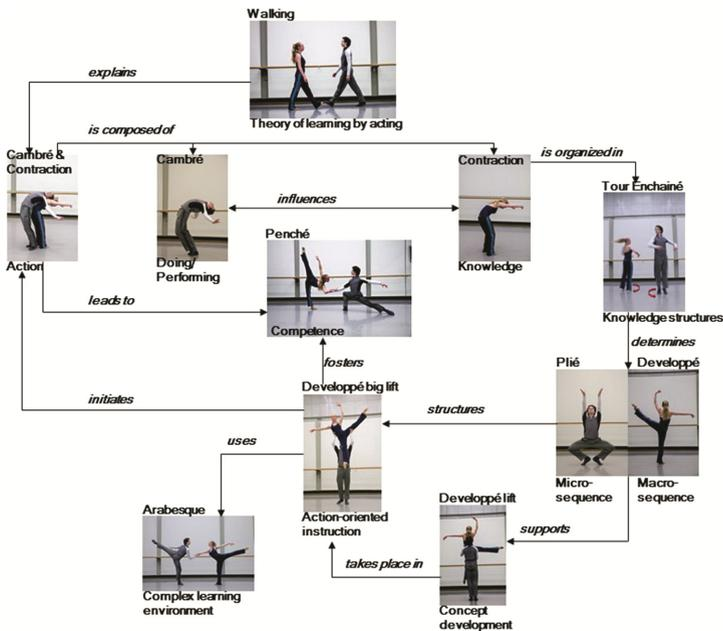 Walking
Theory of learning by acting
explains
is composed of
Cambré &
Contraction
Action
Cambré
Doing/
Performing
influences
Contraction
Knowledge
is organized in
Tour Enchainé
Knowledge structures
Penché
Competence
leads to
fosters
determines
Developpé big lift
Action-oriented
instruction
initiates
structures
Plié
Micro-
sequence
Developpé
Macro-
sequence
uses
Arabesque
Complex learning
environment
Developpé lift
Concept
development
supports
takes place in